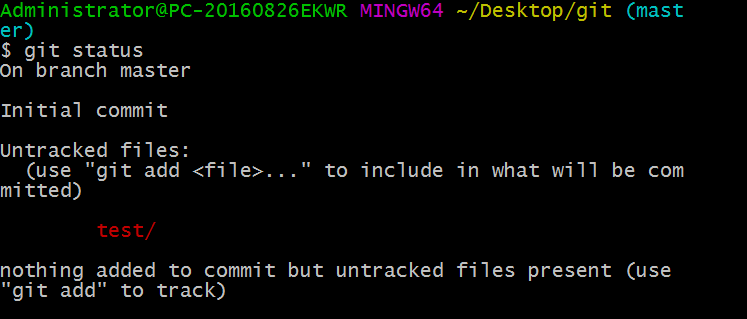 Administrator@PC-20160826EKWR MINGW64 ~/Desktop/git (mast
er)
$ git status
On branch master
Initial commit
Untracked files:
  (use "git add <file>..." to include in what will be com
mitted)
        test/
nothing added to commit but untracked files present (use
"git add" to track)